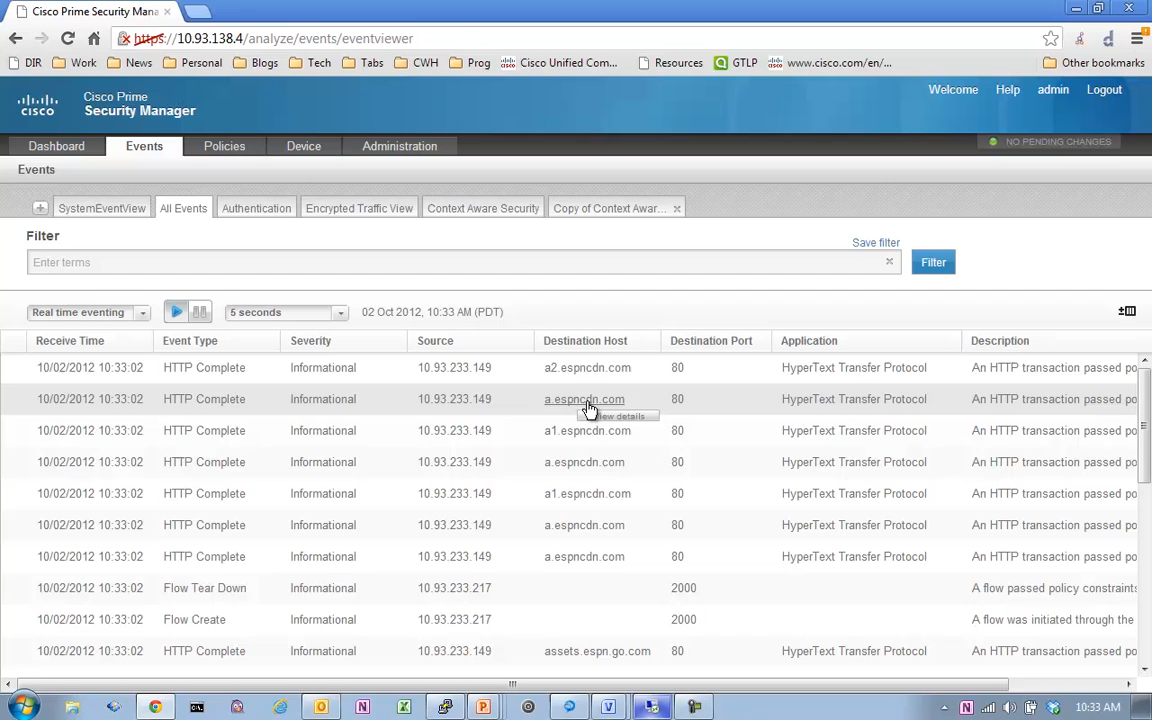 Cisco Prime Security Mana
https://10.93.138.4/analyze/events/eventviewer
DIR Work News Personal Blogs Tech Tabs CWH Prog Cisco Unified Com... Resources GTLP www.cisco.com/en/... Other bookmarks
Cisco Prime
Security Manager
CISCO
Welcome Help admin Logout
Dashboard Events Policies Device Administration NO PENDING CHANGES
Events
SystemEventView All Events Authentication Encrypted Traffic View Context Aware Security Copy of Context Awar...
Filter
Save filter
Enter terms
Filter
Real time eventing 5 seconds 02 Oct 2012, 10:33 AM (PDT)
Receive Time Event Type Severity Source Destination Host Destination Port Application Description
10/02/2012 10:33:02 HTTP Complete Informational 10.93.233.149 a2.espncdn.com 80 HyperText Transfer Protocol An HTTP transaction passed po
10/02/2012 10:33:02 HTTP Complete Informational 10.93.233.149 a.espncdn.com 80 HyperText Transfer Protocol An HTTP transaction passed po
View details
10/02/2012 10:33:02 HTTP Complete Informational 10.93.233.149 a1.espncdn.com 80 HyperText Transfer Protocol An HTTP transaction passed po
10/02/2012 10:33:02 HTTP Complete Informational 10.93.233.149 a.espncdn.com 80 HyperText Transfer Protocol An HTTP transaction passed po
10/02/2012 10:33:02 HTTP Complete Informational 10.93.233.149 a1.espncdn.com 80 HyperText Transfer Protocol An HTTP transaction passed po
10/02/2012 10:33:02 HTTP Complete Informational 10.93.233.149 a.espncdn.com 80 HyperText Transfer Protocol An HTTP transaction passed po
10/02/2012 10:33:02 HTTP Complete Informational 10.93.233.149 a.espncdn.com 80 HyperText Transfer Protocol An HTTP transaction passed po
10/02/2012 10:33:02 Flow Tear Down Informational 10.93.233.217 2000 A flow passed policy constraints
10/02/2012 10:33:02 Flow Create Informational 10.93.233.217 2000 A flow was initiated through the
10/02/2012 10:33:02 HTTP Complete Informational 10.93.233.149 assets.espn.go.com 80 HyperText Transfer Protocol An HTTP transaction passed po
10:33 AM